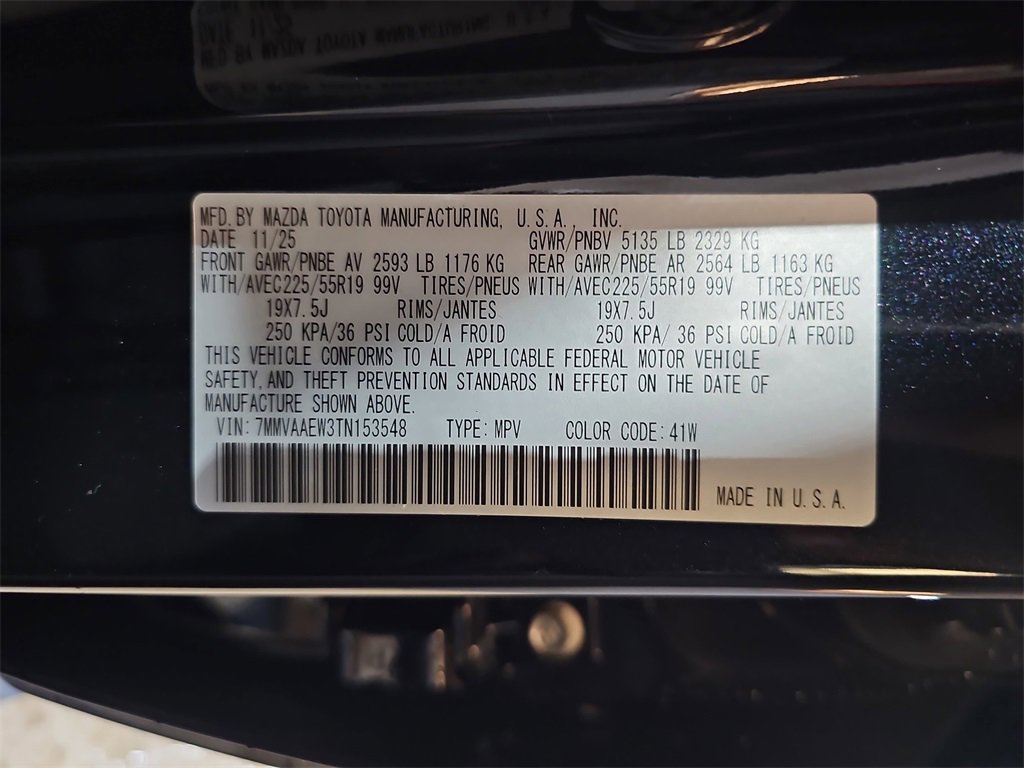 MFD. BY MAZDA TOYOTA MANUFACTURING, U.S.A., INC.
DATE 11/25 GVWR/PNBV 5135 LB 2329 KG
FRONT GAWR/PNBE AV 2593 LB 1176 KG REAR GAWR/PNBE AR 2564 LB 1163 KG
WITH/AVEC225/55R19 99V TIRES/PNEUS WITH/AVEC225/55R19 99V TIRES/PNEUS
19X7.5J RIMS/JANTES 19X7.5J RIMS/JANTES
250 KPA/36 PSI COLD/A FROID 250 KPA/ 36 PSI COLD/A FROID
THIS VEHICLE CONFORMS TO ALL APPLICABLE FEDERAL MOTOR VEHICLE
SAFETY, AND THEFT PREVENTION STANDARDS IN EFFECT ON THE DATE OF
MANUFACTURE SHOWN ABOVE.
VIN: 7MMVAAEW3TN153548 TYPE: MPV COLOR CODE: 41W
MADE IN U.S.A.